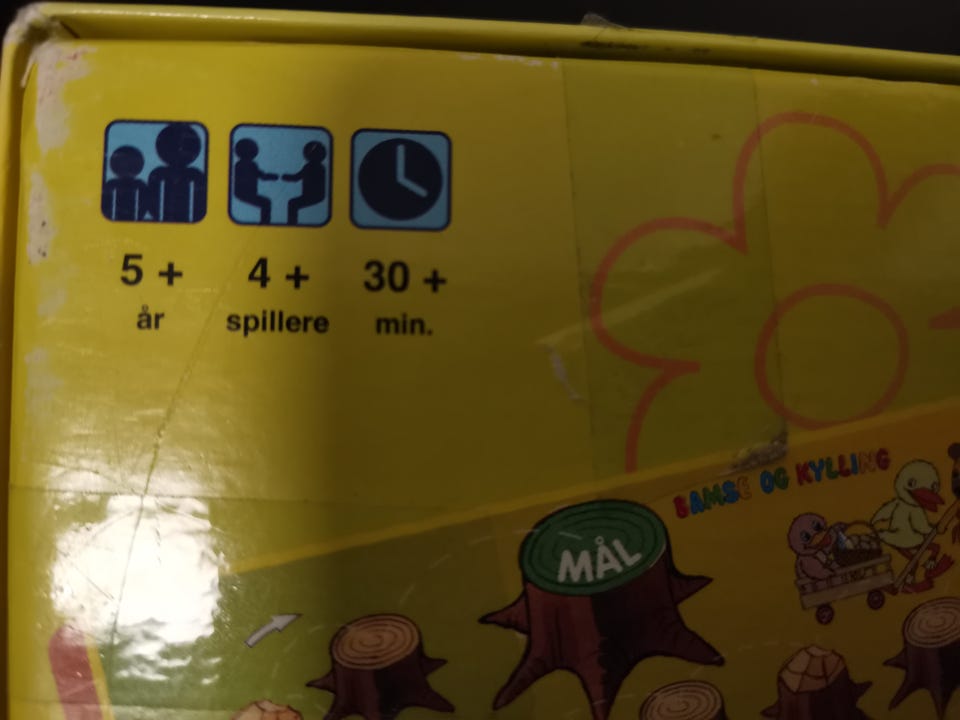 5 + 4 + 30 +
år spillere min.
BAMSE OG KYLLING
MÅL